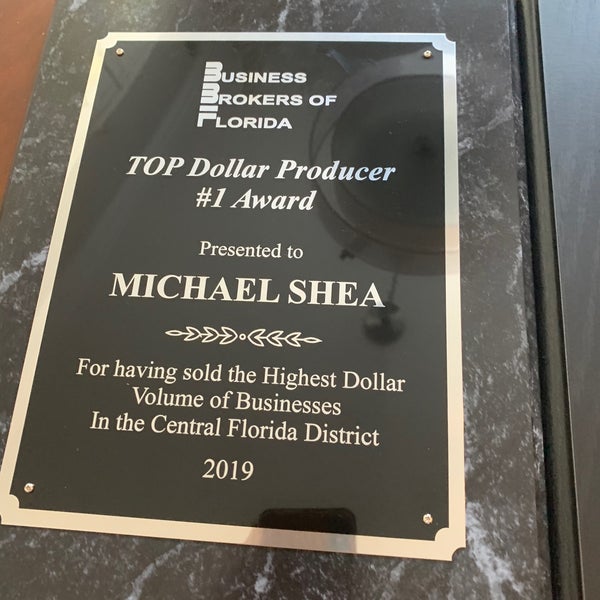 BUSINESS
BROKERS OF
FLORIDA
TOP Dollar Producer
#1 Award
Presented to
MICHAEL SHEA
For having sold the Highest Dollar
Volume of Businesses
In the Central Florida District
2019